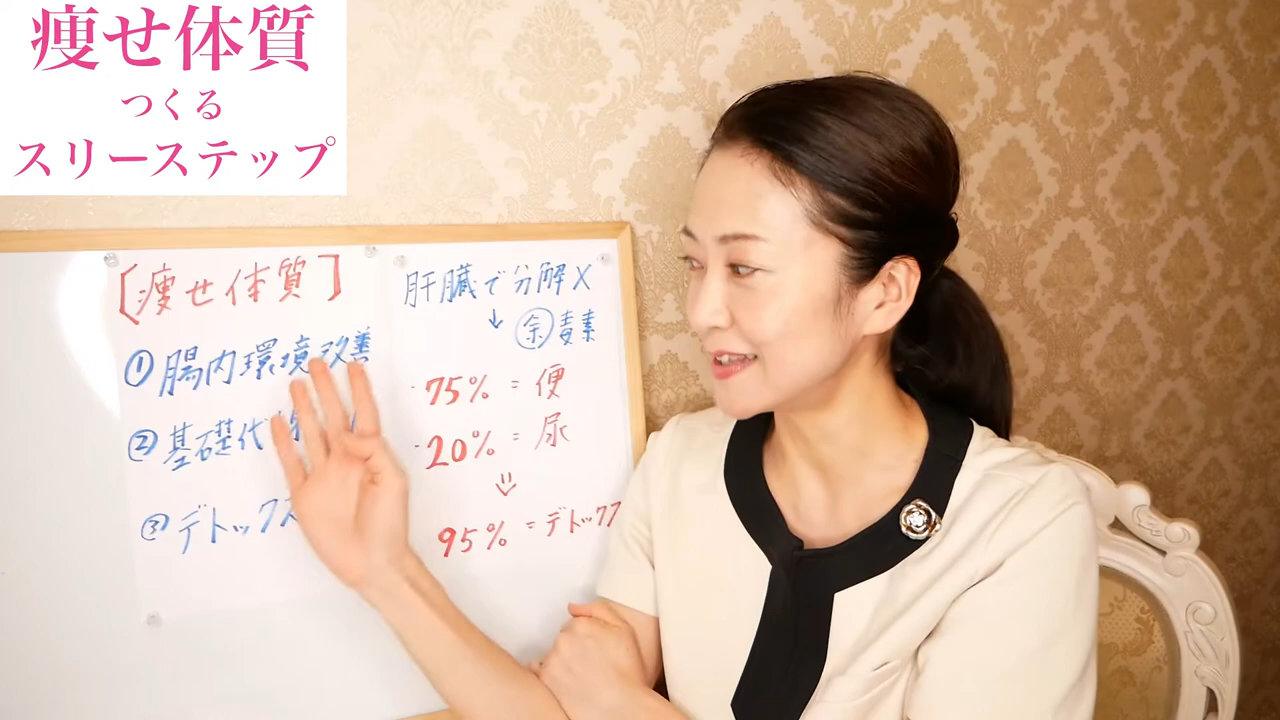 痩せ体質
つくる
スリーステップ
[痩せ体質]
①腸内環境改善
②基礎代
③デトックス
肝臓で分解×
↓ 余毒素
・75% = 便
・20% = 尿
95% = デトックス